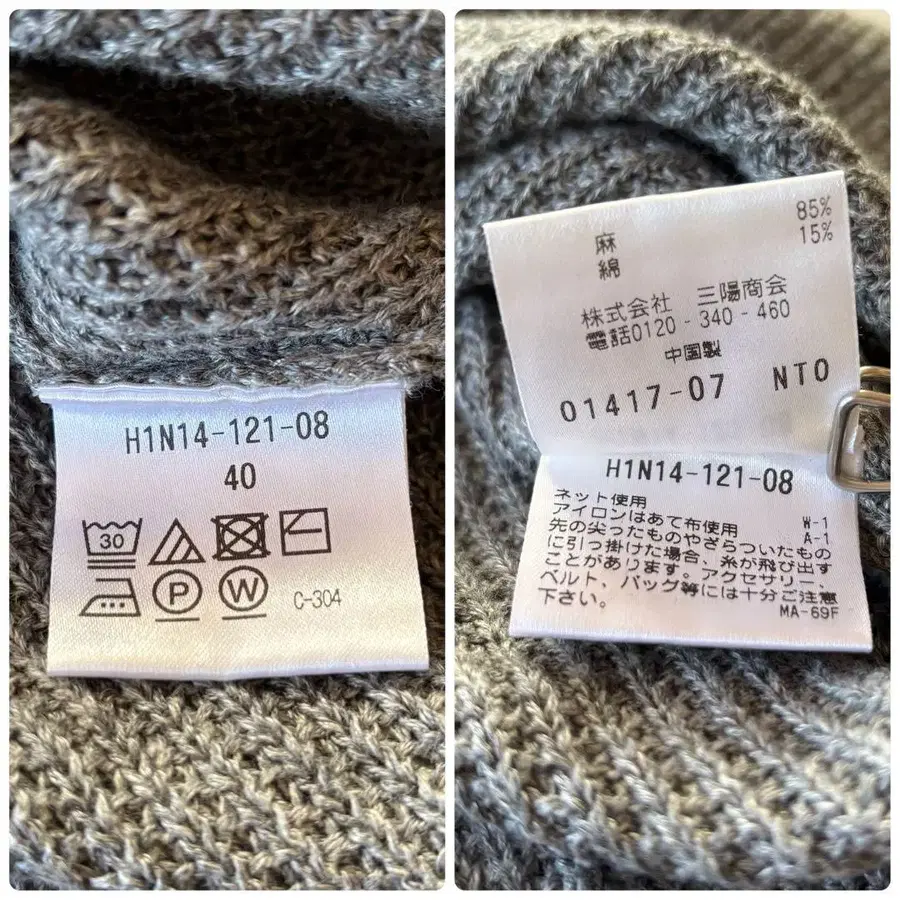 H1N14-121-08
40
30
P W C-304
麻 85%
綿 15%
株式会社 三陽商会
電話0120-340-460
中国製
01417-07 NTO
H1N14-121-08
ネット使用 W-1
アイロンはあて布使用 A-1
先の尖ったものやざらついたもの
に引っ掛けた場合、糸が飛び出す
ことがあります。アクセサリー、
ベルト、バッグ等には十分ご注意
下さい。
MA-69F